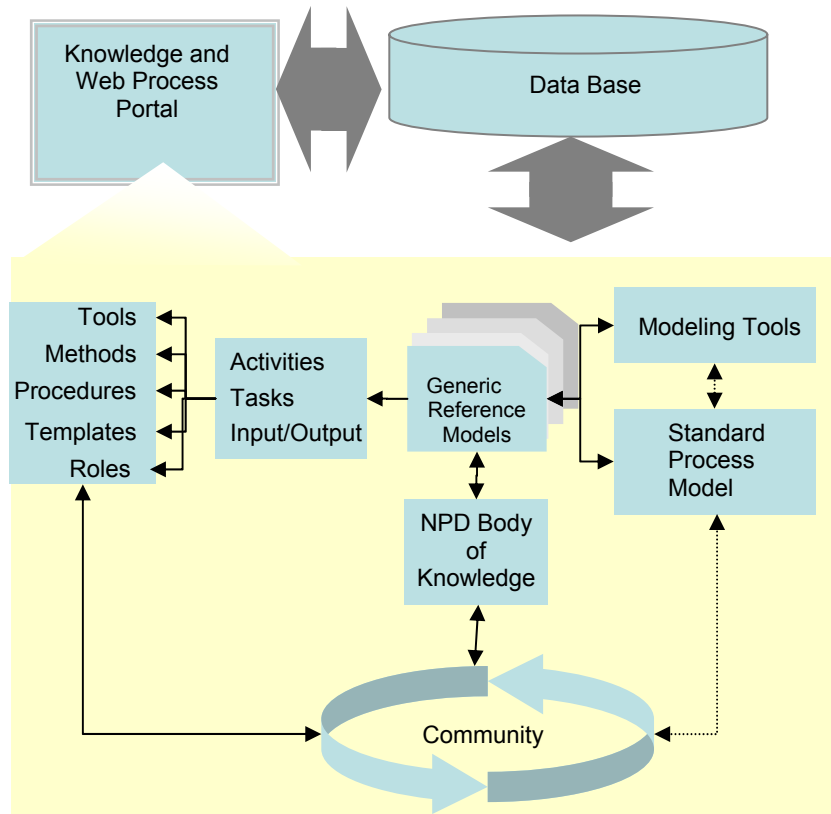 Knowledge and
Web Process
Portal
Data Base
Tools
Methods
Procedures
Templates
Roles
Activities
Tasks
Input/Output
Generic
Reference
Models
Modeling Tools
Standard
Process
Model
NPD Body
of
Knowledge
Community